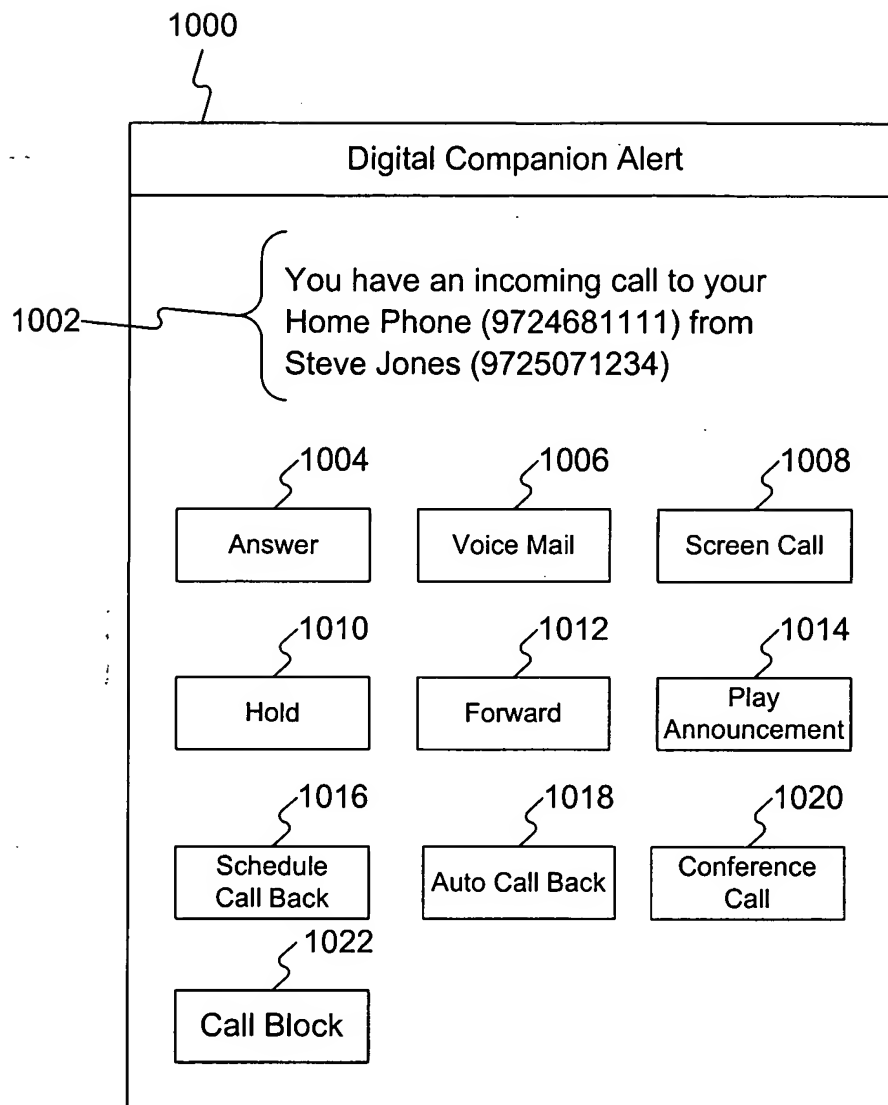 1000
Digital Companion Alert
You have an incoming call to your
1002
Home Phone (9724681111) from
Steve Jones (9725071234)
1004 1006 1008
Answer Voice Mail Screen Call
1010 1012 1014
Hold Forward Play Announcement
1016 1018 1020
Schedule Call Back Auto Call Back Conference Call
1022
Call Block